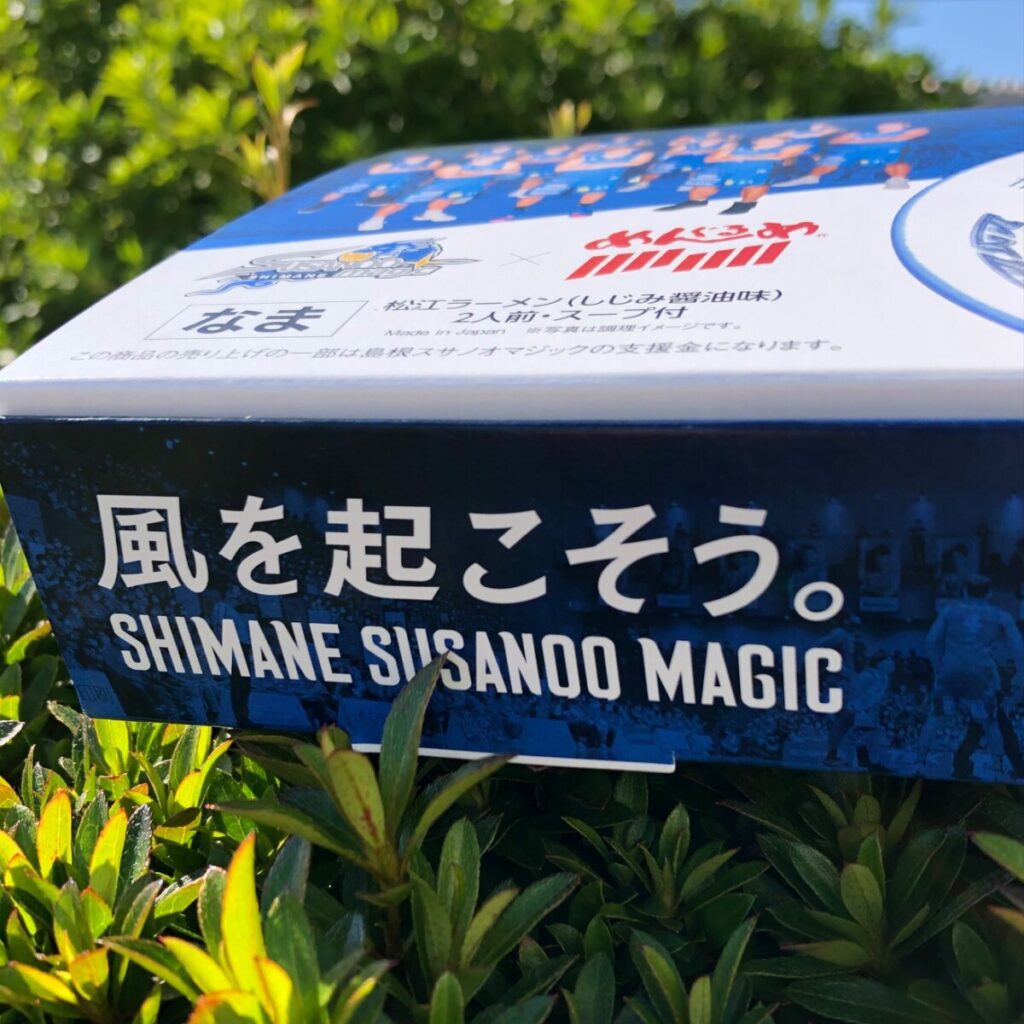 SHIMANE
×
めんぐりあ
なま
松江ラーメン(しじみ醤油味)
2人前・スープ付
Made in Japan ※写真は調理イメージです。
この商品の売り上げの一部は島根スサノオマジックの支援金になります。
風を起こそう。
SHIMANE SUSANOO MAGIC